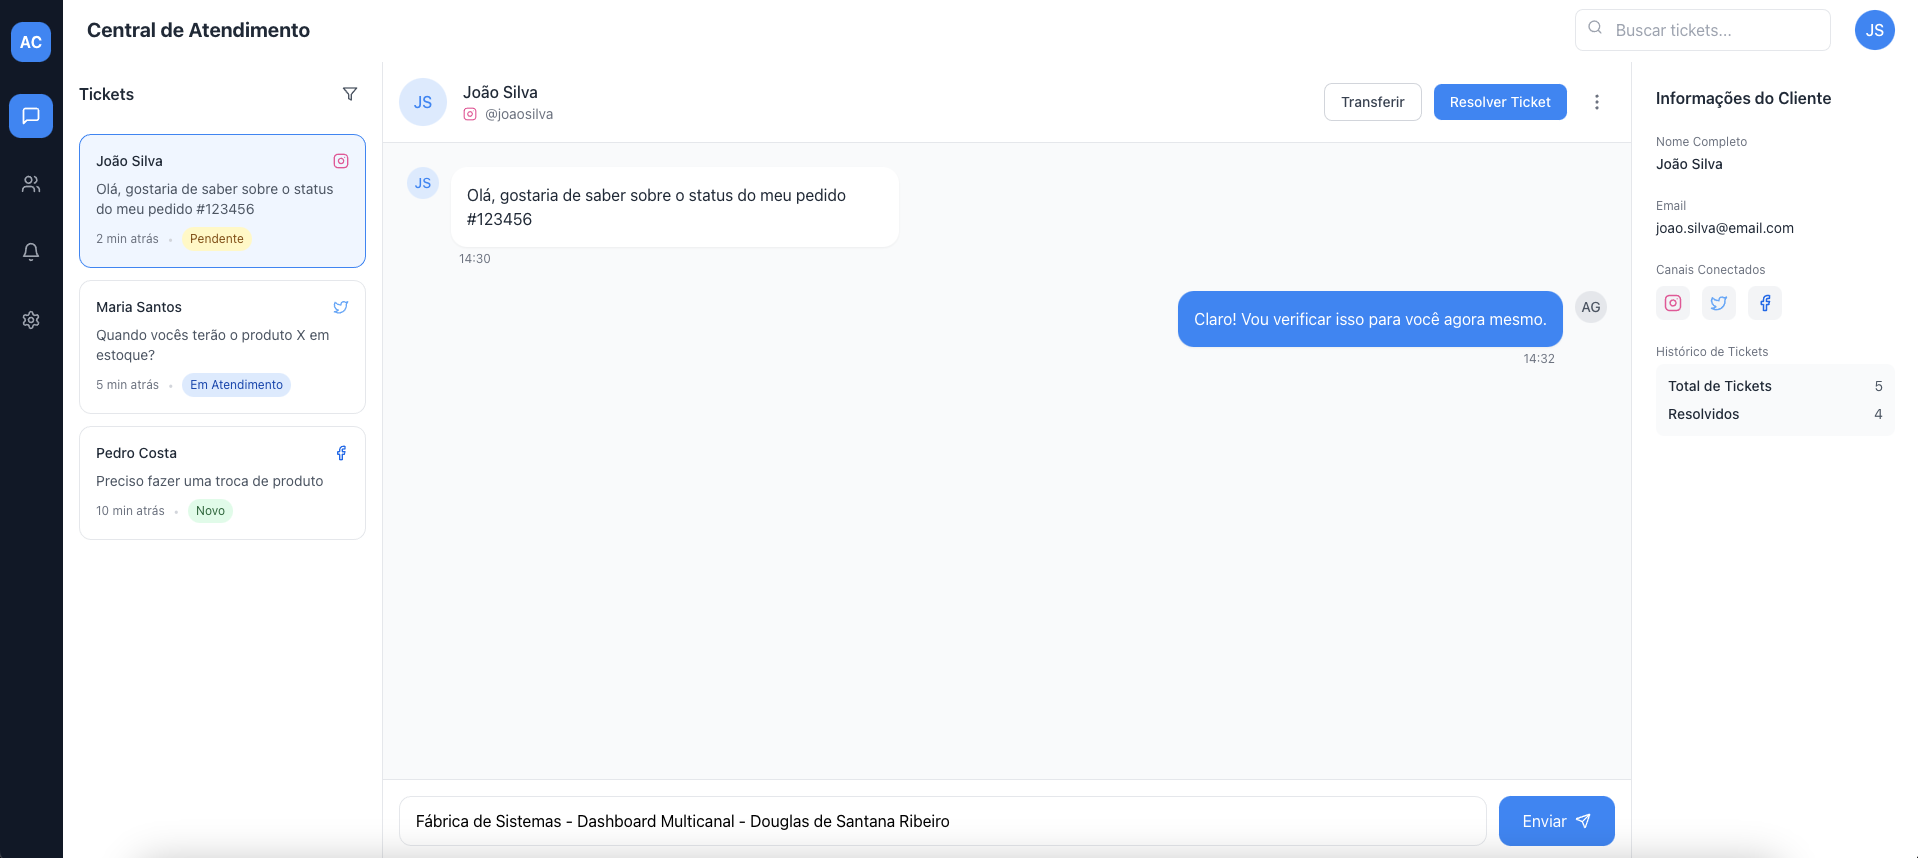 AC
Central de Atendimento
Buscar tickets...
JS
Tickets
João Silva
Olá, gostaria de saber sobre o status
do meu pedido #123456
2 min atrás • Pendente
Maria Santos
Quando vocês terão o produto X em
estoque?
5 min atrás • Em Atendimento
Pedro Costa
Preciso fazer uma troca de produto
10 min atrás • Novo
JS
João Silva
@joaosilva
Transferir
Resolver Ticket
JS
Olá, gostaria de saber sobre o status do meu pedido
#123456
14:30
Claro! Vou verificar isso para você agora mesmo.
AG
14:32
Fábrica de Sistemas - Dashboard Multicanal - Douglas de Santana Ribeiro
Enviar
Informações do Cliente
Nome Completo
João Silva
Email
joao.silva@email.com
Canais Conectados
Histórico de Tickets
Total de Tickets 5
Resolvidos 4